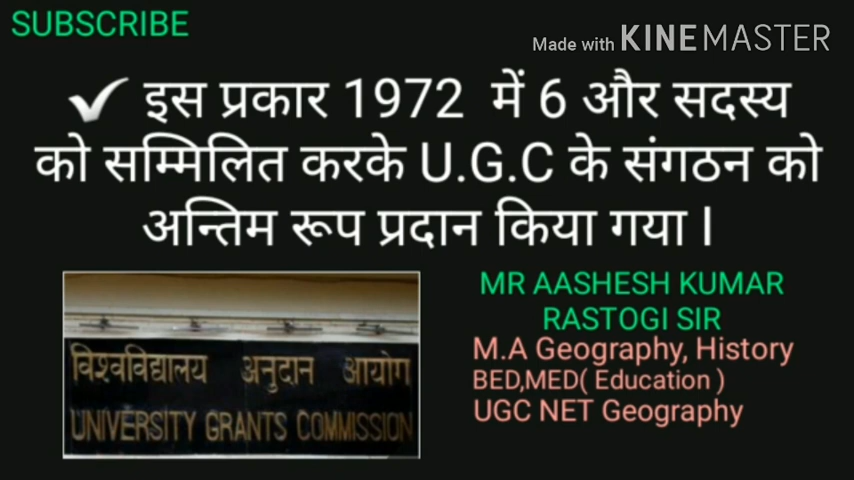 SUBSCRIBE
Made with KINEMASTER
✔ इस प्रकार 1972 में 6 और सदस्य
को सम्मिलित करके U.G.C के संगठन को
अन्तिम रूप प्रदान किया गया l
MR AASHESH KUMAR
RASTOGI SIR
M.A Geography, History
BED,MED( Education )
UGC NET Geography
विश्वविद्यालय अनुदान आयोग
UNIVERSITY GRANTS COMMISSION